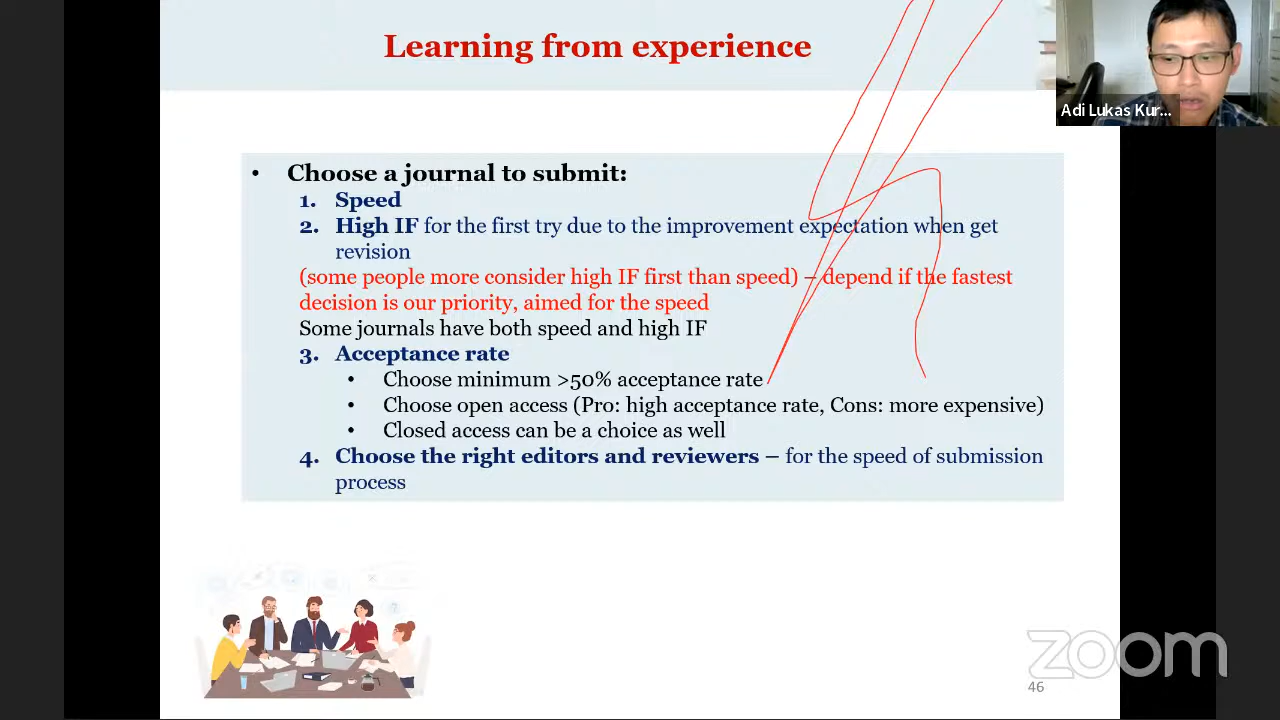 Learning from experience
Adi Lukas Kur...
• Choose a journal to submit:
1. Speed
2. High IF for the first try due to the improvement expectation when get
revision
(some people more consider high IF first than speed) – depend if the fastest
decision is our priority, aimed for the speed
Some journals have both speed and high IF
3. Acceptance rate
• Choose minimum >50% acceptance rate
• Choose open access (Pro: high acceptance rate, Cons: more expensive)
• Closed access can be a choice as well
4. Choose the right editors and reviewers – for the speed of submission
process
zoom
46